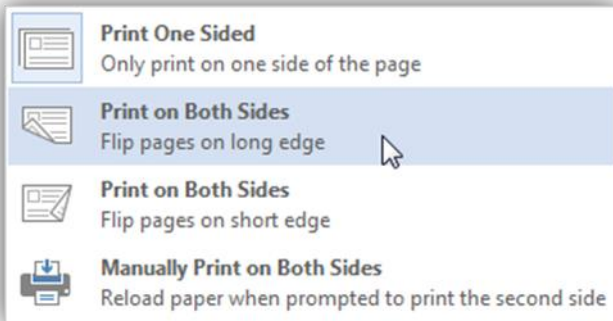 Print One Sided
Only print on one side of the page
Print on Both Sides
Flip pages on long edge
Print on Both Sides
Flip pages on short edge
Manually Print on Both Sides
Reload paper when prompted to print the second side